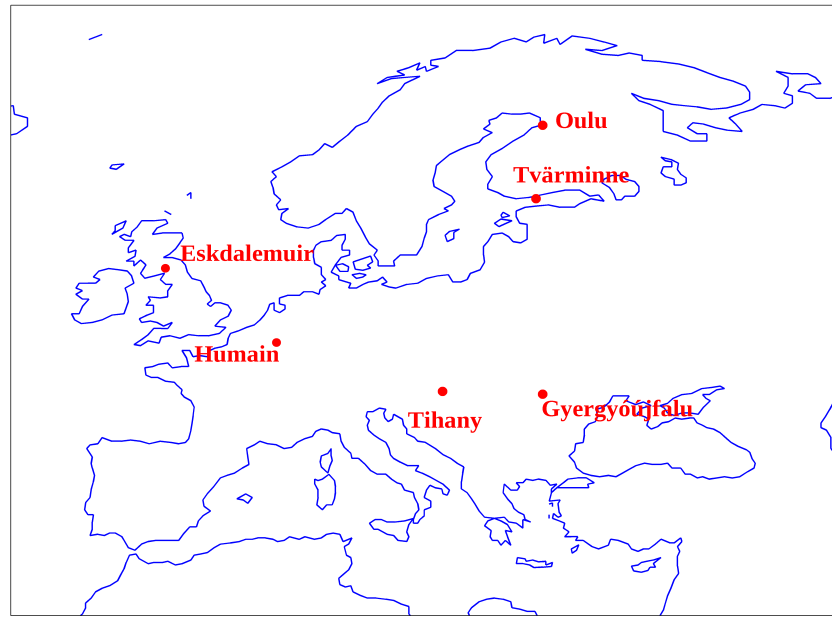 Oulu
Tvärminne
Eskdalemuir
Humain
Gyergyóújfalu
Tihany